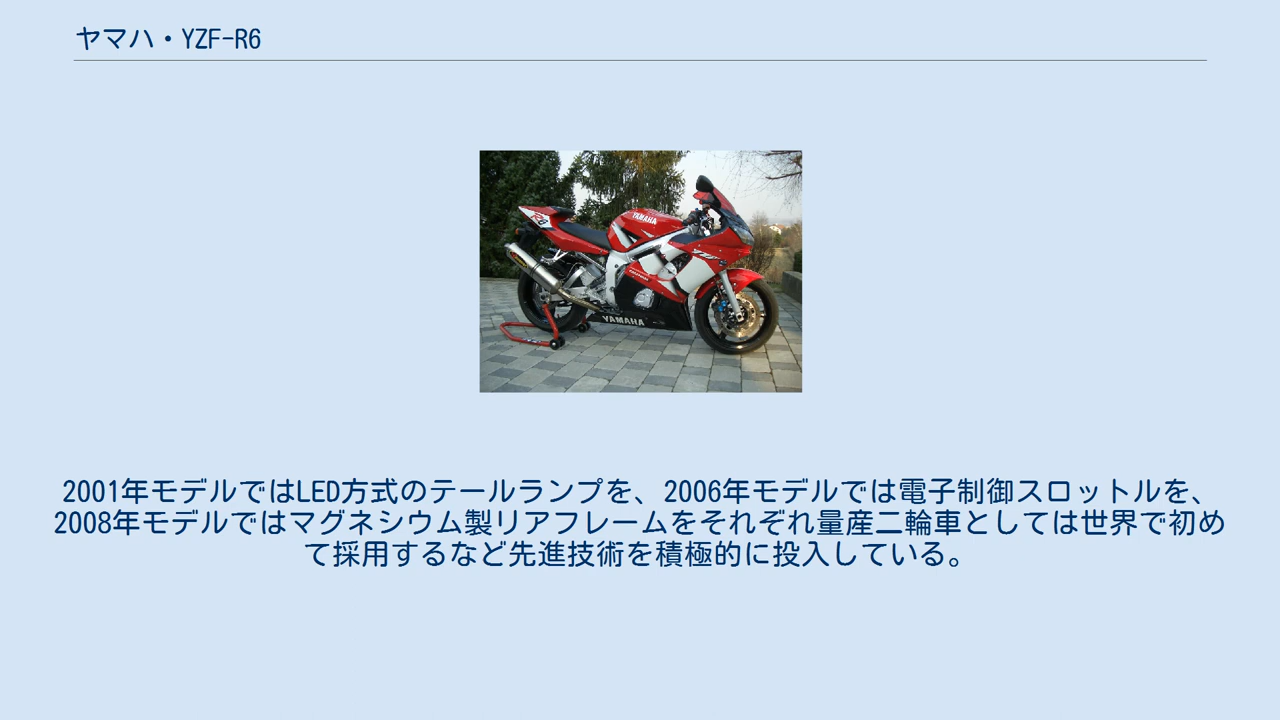 ヤマハ・YZF-R6
YAMAHA
R6
YAMAHA
2001年モデルではLED方式のテールランプを、2006年モデルでは電子制御スロットルを、
2008年モデルではマグネシウム製リアフレームをそれぞれ量産二輪車としては世界で初め
て採用するなど先進技術を積極的に投入している。